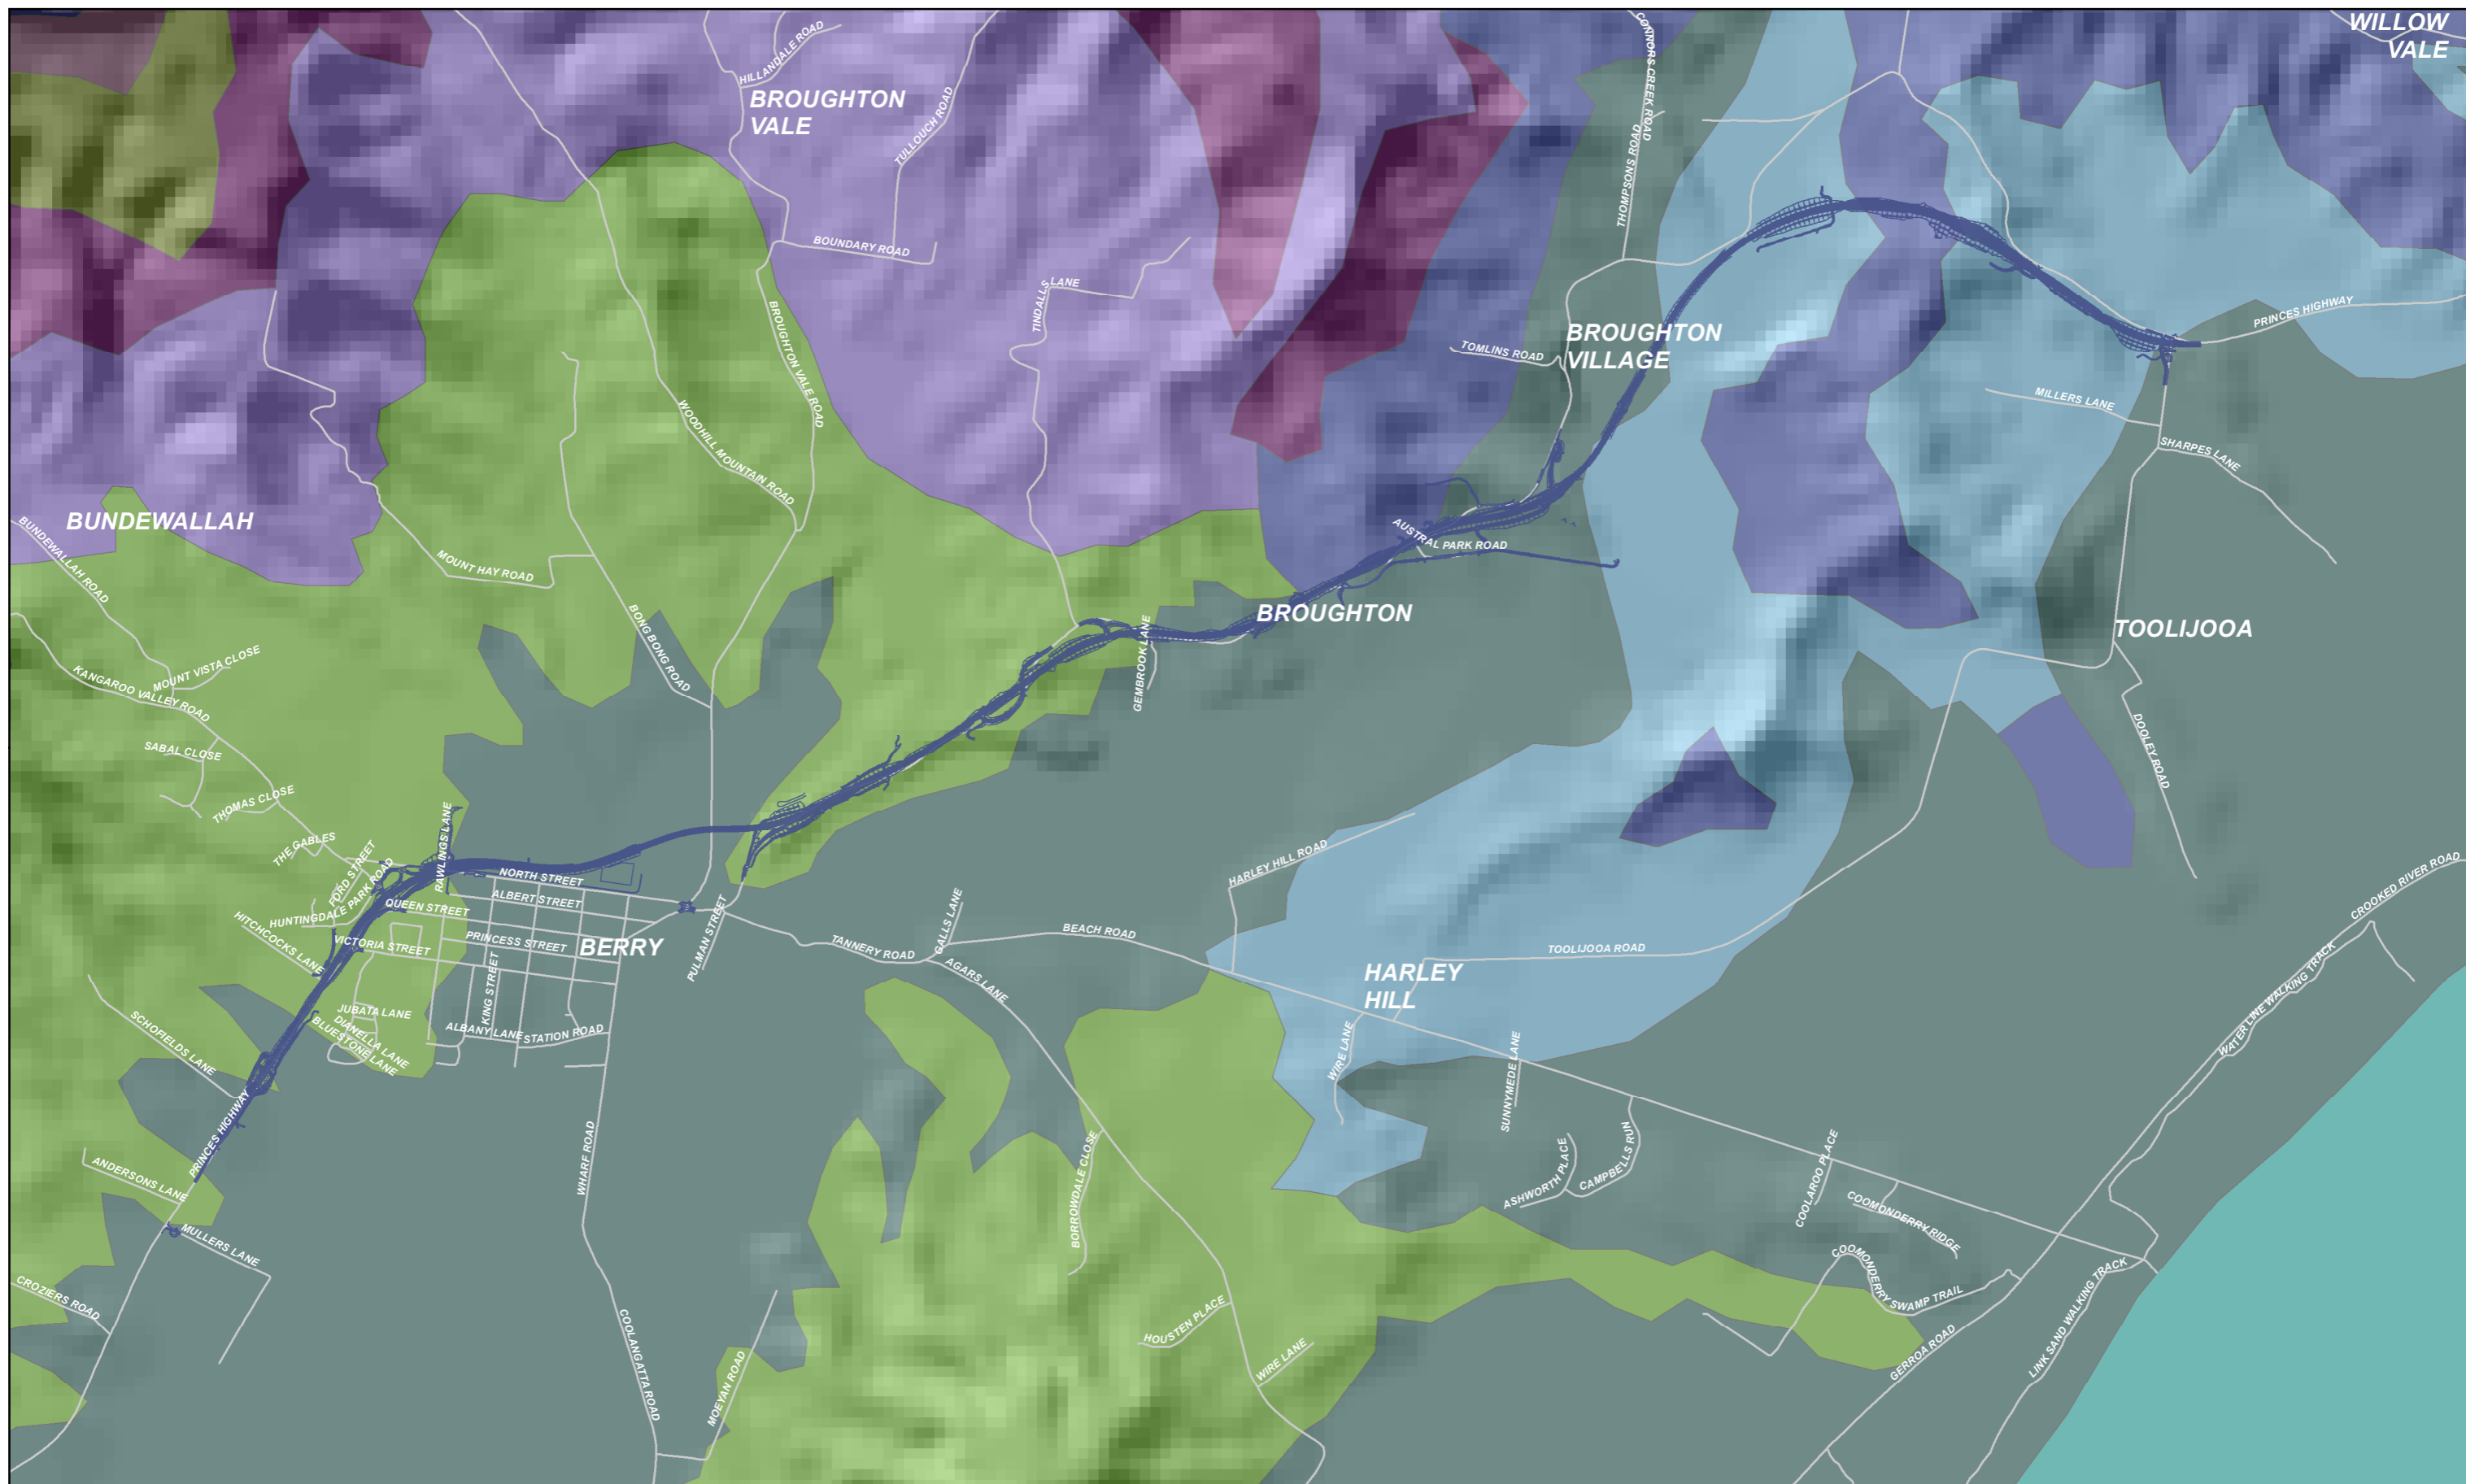 WILLOW
VALE
CONNORS CREEK ROAD
HILLANDALE ROAD
BROUGHTON
VALE
TULLOUCH ROAD
THOMPSONS ROAD
BOUNDARY ROAD
TINDALLS LANE
BROUGHTON VALE ROAD
PRINCES HIGHWAY
BROUGHTON
VILLAGE
TOMLINS ROAD
MILLERS LANE
WOODHILL MOUNTAIN ROAD
SHARPES LANE
BUNDEWALLAH
BUNDEWALLAH ROAD
MOUNT HAY ROAD
AUSTRAL PARK ROAD
BONG BONG ROAD
BROUGHTON
GEMBROOK LANE
TOOLIJOOA
MOUNT VISTA CLOSE
KANGAROO VALLEY ROAD
DOOLEY ROAD
SABAL CLOSE
THOMAS CLOSE
THE GABLES
RAWLINGS LANE
FORD STREET
HUNTINGDALE PARK ROAD
NORTH STREET
HARLEY HILL ROAD
ALBERT STREET
QUEEN STREET
CROOKED RIVER ROAD
HITCHCOCKS LANE
VICTORIA STREET
PRINCESS STREET
BERRY
PULMAN STREET
TANNERY ROAD
GALLS LANE
BEACH ROAD
TOOLIJOOA ROAD
AGARS LANE
HARLEY
HILL
KING STREET
WATER LINE WALKING TRACK
JUBATA LANE
DIANELLA LANE
BLUESTONE LANE
ALBANY LANE
STATION ROAD
SCHOFIELDS LANE
WIRE LANE
SUNNYMEDE LANE
PRINCES HIGHWAY
ANDERSONS LANE
WHARF ROAD
BORROWDALE CLOSE
ASHWORTH PLACE
CAMPBELLS RUN
COOLAROO PLACE
COOMONDERRY RIDGE
MULLERS LANE
COOMONDERRY SWAMP TRAIL
LINK SAND WALKING TRACK
CROZIERS ROAD
COOLANGATTA ROAD
HOUSTEN PLACE
WIRE LANE
GERROA ROAD
MOEYAN ROAD